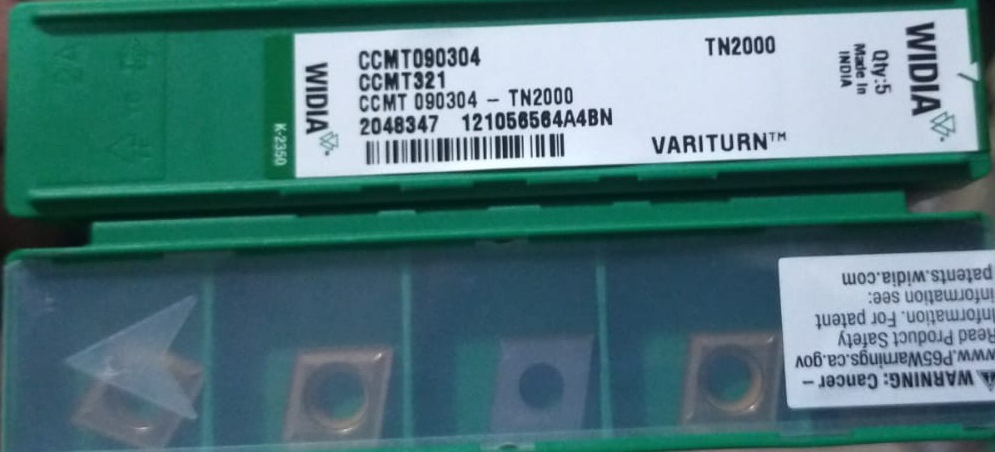 WIDIA
K-2350
CCMT090304
CCMT321
CCMT 090304 - TN2000
2048347 121056564A4BN
TN2000
VARITURN™
Qty:5
Made In
INDIA
WIDIA
⚠ WARNING: Cancer –
www.P65Warnings.ca.gov
Read Product Safety
Information. For patent
information see:
patents.widia.com